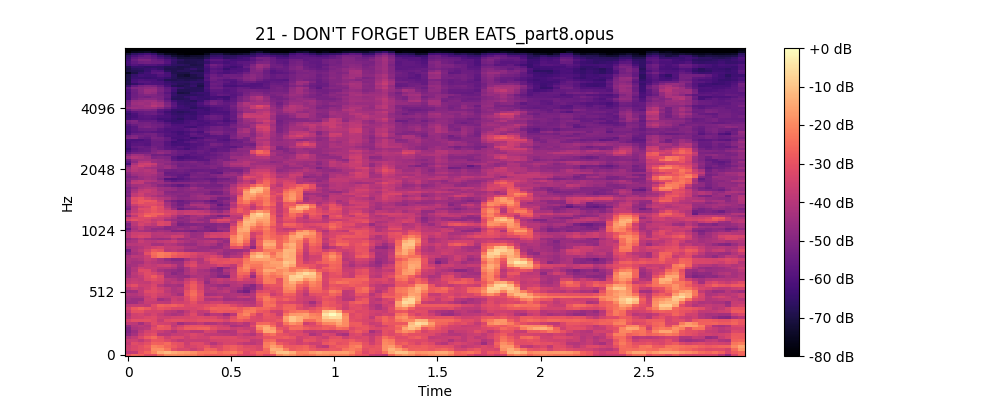 21 - DON'T FORGET UBER EATS_part8.opus
+0 dB
4096
-10 dB
-20 dB
2048
-30 dB
Hz
1024
-40 dB
-50 dB
512
-60 dB
-70 dB
0
-80 dB
0 0.5 1 1.5 2 2.5
Time